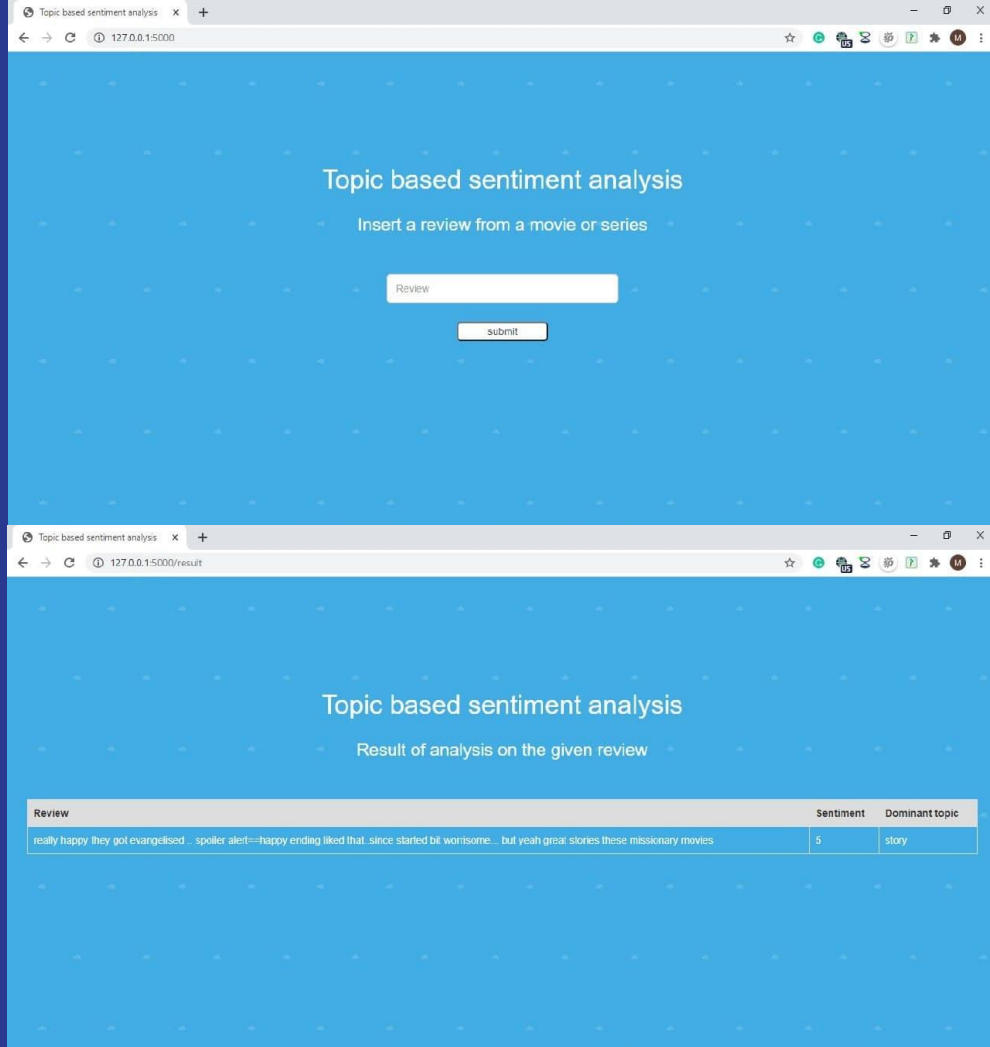 Topic based sentiment analysis
127.0.0.1:5000
US
M
Topic based sentiment analysis
Insert a review from a movie or series
Review
submit
Topic based sentiment analysis
127.0.0.1:5000/result
US
M
Topic based sentiment analysis
Result of analysis on the given review
Review Sentiment Dominant topic
really happy they got evangelised .. spoiler alert==happy ending liked that..since started bit worrisome... but yeah great stories these missionary movies 5 story